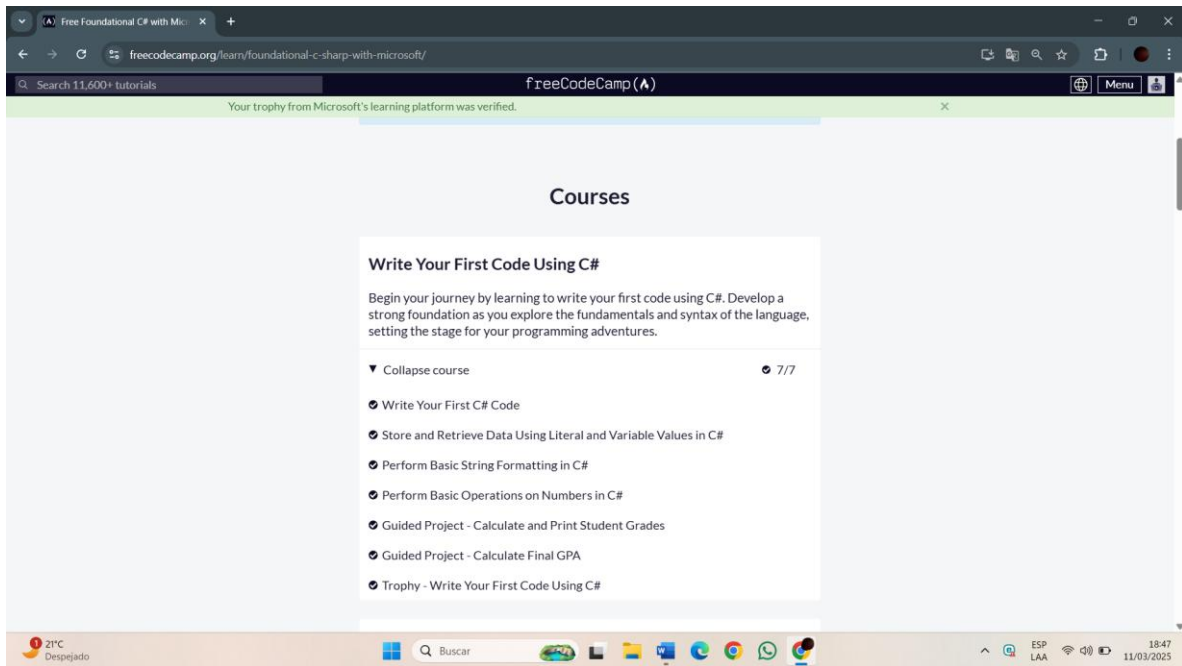 Free Foundational C# with Mic
freecodecamp.org/learn/foundational-c-sharp-with-microsoft/
Search 11,600+ tutorials
freeCodeCamp(🔥)
Menu
Your trophy from Microsoft's learning platform was verified.
Courses
Write Your First Code Using C#
Begin your journey by learning to write your first code using C#. Develop a
strong foundation as you explore the fundamentals and syntax of the language,
setting the stage for your programming adventures.
Collapse course
7/7
Write Your First C# Code
Store and Retrieve Data Using Literal and Variable Values in C#
Perform Basic String Formatting in C#
Perform Basic Operations on Numbers in C#
Guided Project - Calculate and Print Student Grades
Guided Project - Calculate Final GPA
Trophy - Write Your First Code Using C#
1
21°C
Despejado
Buscar
ESP
LAA
18:47
11/03/2025